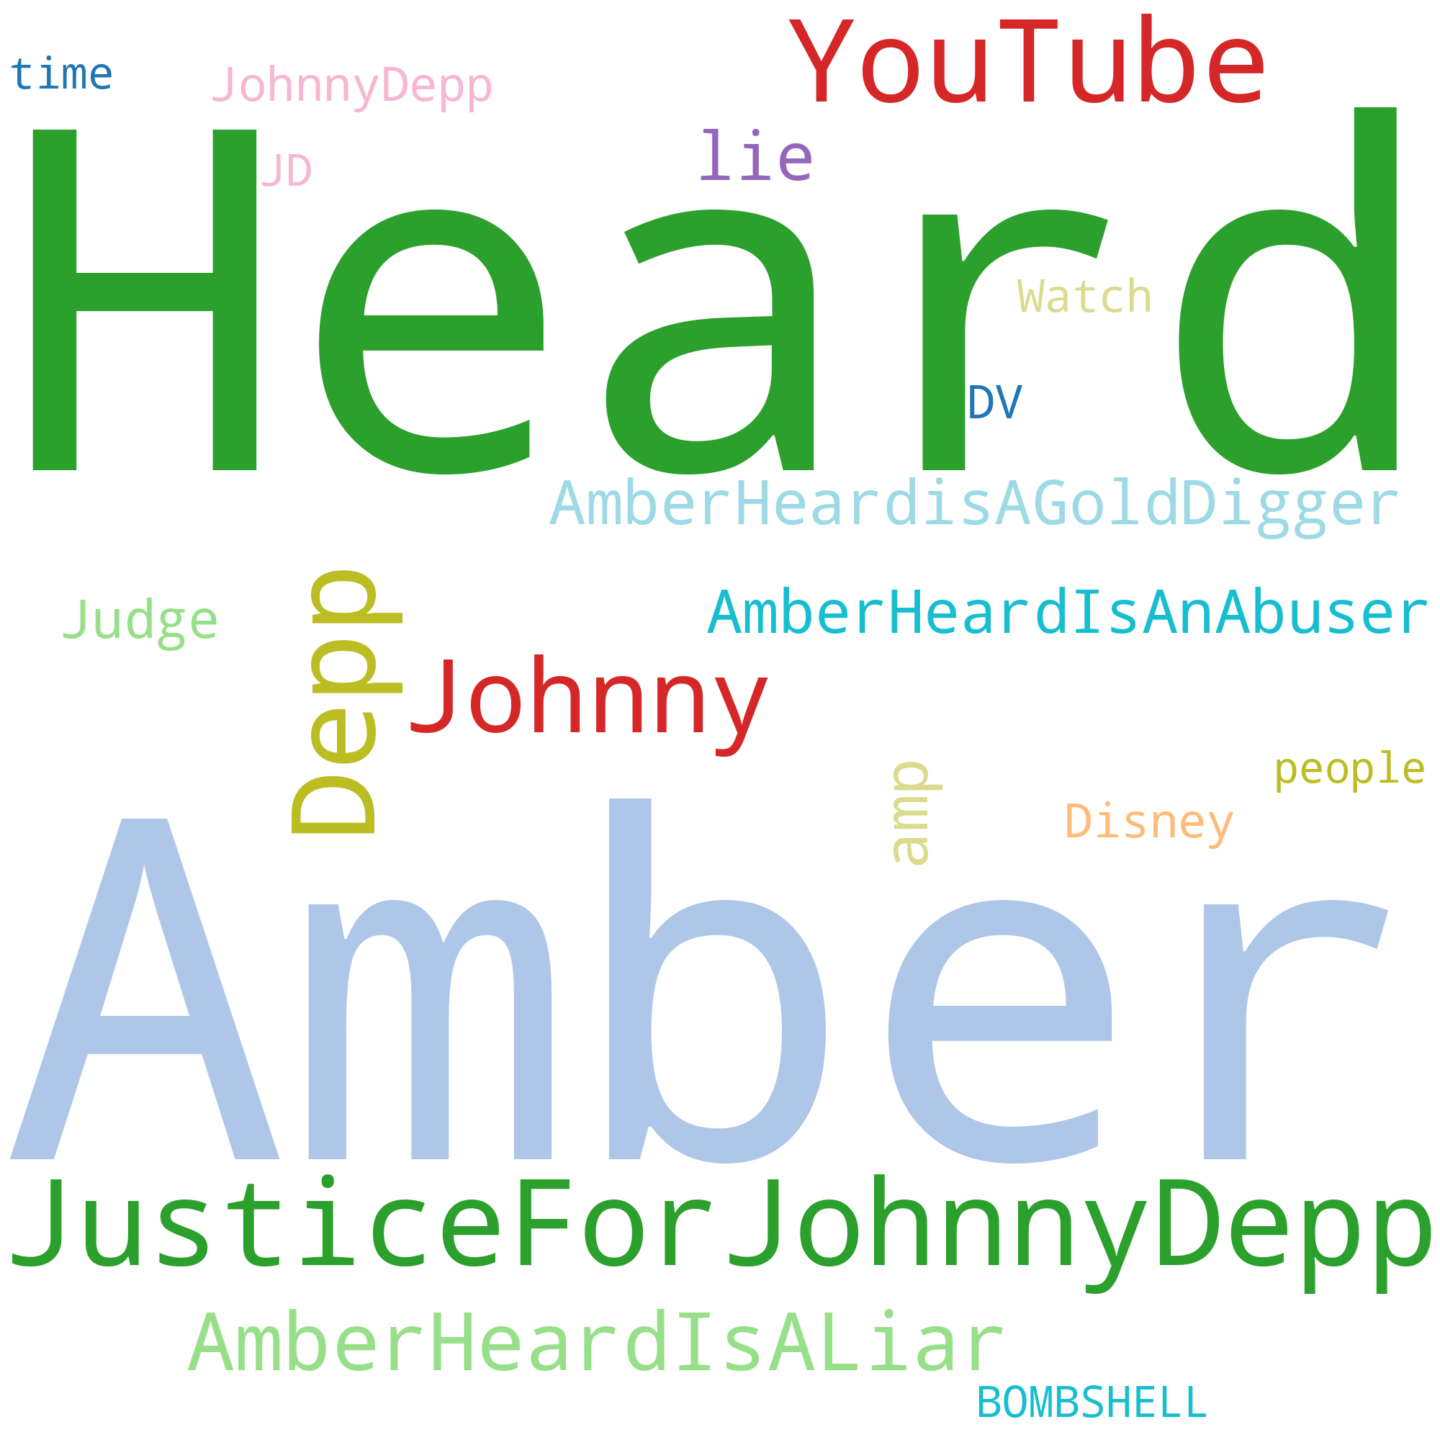 YouTube
time
JohnnyDepp
Heard
lie
JD
Watch
DV
AmberHeardisAGoldDigger
AmberHeardIsAnAbuser
Judge
Depp
Johnny
people
amp
Disney
Amber
JusticeForJohnnyDepp
AmberHeardIsALiar
BOMBSHELL